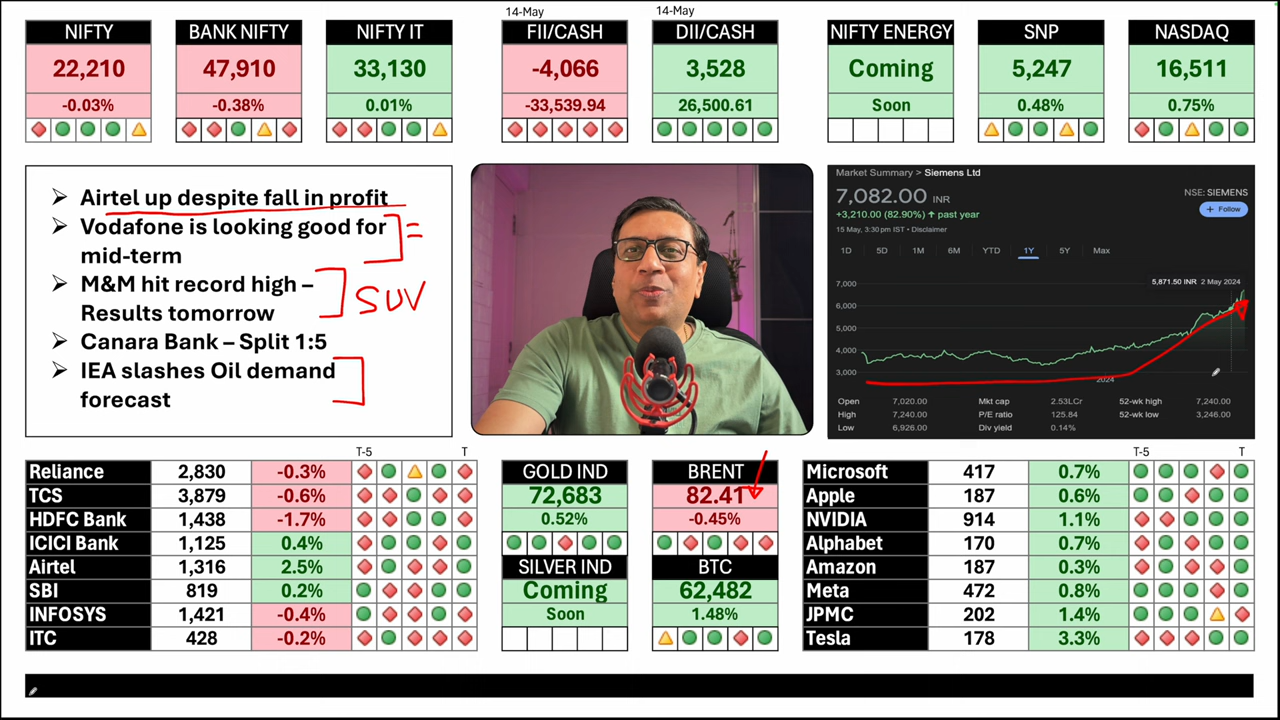 14-May
14-May
NIFTY
BANK NIFTY
NIFTY IT
FII/CASH
DII/CASH
NIFTY ENERGY
SNP
NASDAQ
22,210
47,910
33,130
-4,066
3,528
Coming
5,247
16,511
-0.03%
-0.38%
0.01%
-33,539.94
26,500.61
Soon
0.48%
0.75%
Airtel up despite fall in profit
Vodafone is looking good for
mid-term
M&M hit record high –
Results tomorrow
SUV
Canara Bank – Split 1:5
IEA slashes Oil demand
forecast
Market Summary > Siemens Ltd
7,082.00 INR
NSE: SIEMENS
+ Follow
+3,210.00 (82.90%) ↑ past year
15 May, 3:30 pm IST • Disclaimer
1D 5D 1M 6M YTD 1Y 5Y Max
5,871.50 INR 2 May 2024
7,000
6,000
5,000
4,000
3,000
2024
Open 7,020.00 Mkt cap 2.53LCr 52-wk high 7,240.00
High 7,240.00 P/E ratio 125.84 52-wk low 3,246.00
Low 6,926.00 Div yield 0.14%
T-5 T
Reliance 2,830 -0.3%
TCS 3,879 -0.6%
HDFC Bank 1,438 -1.7%
ICICI Bank 1,125 0.4%
Airtel 1,316 2.5%
SBI 819 0.2%
INFOSYS 1,421 -0.4%
ITC 428 -0.2%
GOLD IND
72,683
0.52%
SILVER IND
Coming
Soon
BRENT
82.41
-0.45%
BTC
62,482
1.48%
T-5 T
Microsoft 417 0.7%
Apple 187 0.6%
NVIDIA 914 1.1%
Alphabet 170 0.7%
Amazon 187 0.3%
Meta 472 0.8%
JPMC 202 1.4%
Tesla 178 3.3%